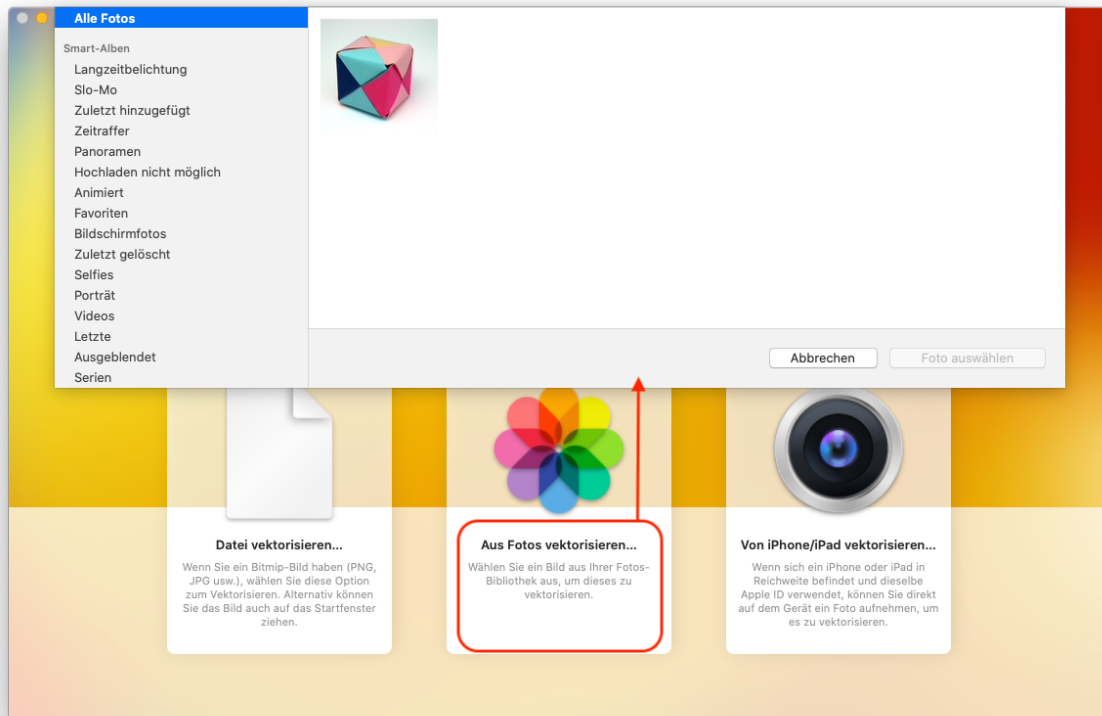 Alle Fotos
Smart-Alben
Langzeitbelichtung
Slo-Mo
Zuletzt hinzugefügt
Zeitraffer
Panoramen
Hochladen nicht möglich
Animiert
Favoriten
Bildschirmfotos
Zuletzt gelöscht
Selfies
Porträt
Videos
Letzte
Ausgeblendet
Serien
Abbrechen
Foto auswählen
Datei vektorisieren...
Wenn Sie ein Bitmip-Bild haben (PNG,
JPG usw.), wählen Sie diese Option
zum Vektorisieren. Alternativ können
Sie das Bild auch auf das Startfenster
ziehen.
Aus Fotos vektorisieren...
Wählen Sie ein Bild aus Ihrer Fotos-
Bibliothek aus, um dieses zu
vektorisieren.
Von iPhone/iPad vektorisieren...
Wenn sich ein iPhone oder iPad in
Reichweite befindet und dieselbe
Apple ID verwendet, können Sie direkt
auf dem Gerät ein Foto aufnehmen, um
es zu vektorisieren.